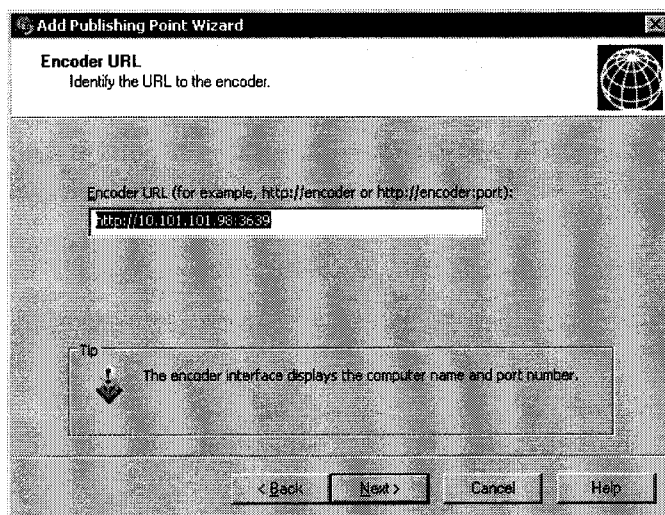 Add Publishing Point Wizard
Encoder URL
Identify the URL to the encoder.
Encoder URL (for example, http://encoder or http://encoder:port):
http://10.101.101.98:3639
Tip
The encoder interface displays the computer name and port number.
< Back
Next >
Cancel
Help